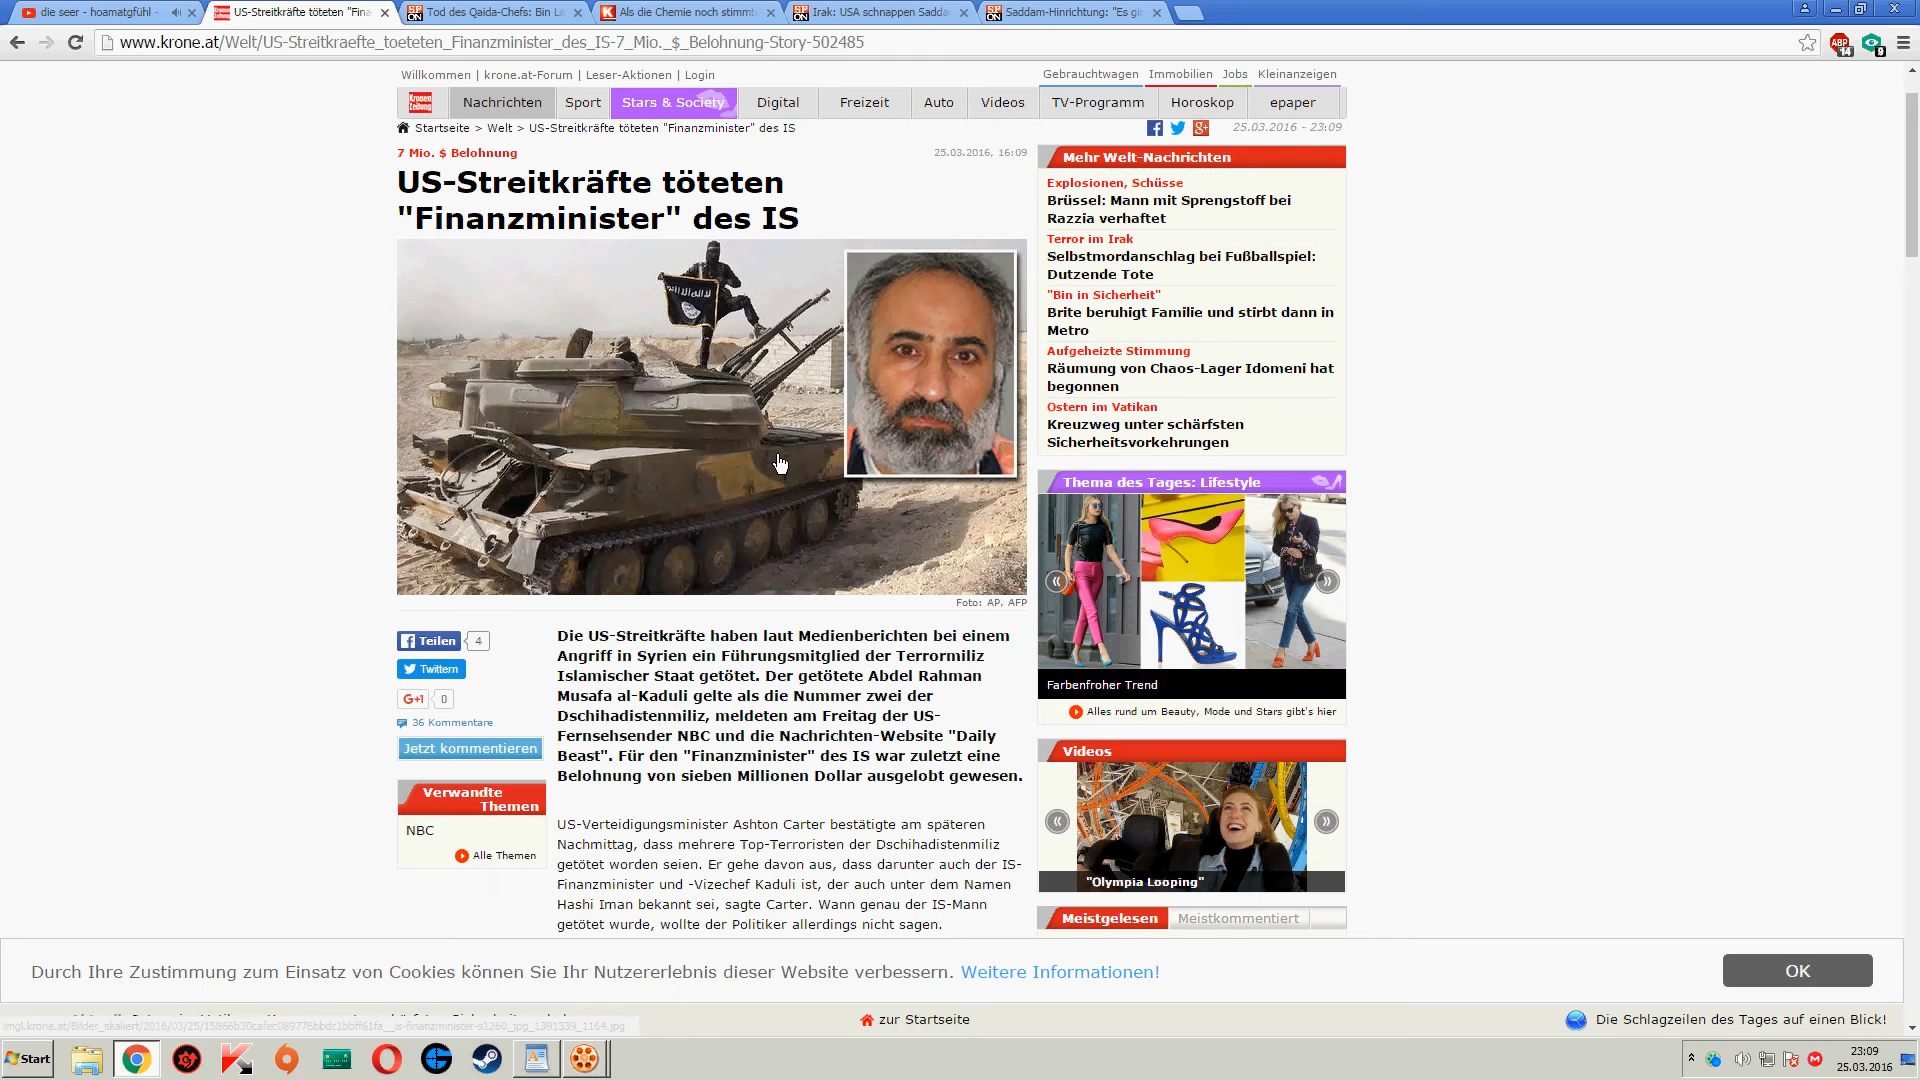 die seer - hoamatgfühl -
US-Streitkräfte töteten "Fina
Tod des Qaida-Chefs: Bin La
Als die Chemie noch stimmte
Irak: USA schnappen Sadda
Saddam-Hinrichtung: "Es gi
www.krone.at/Welt/US-Streitkraefte_toeteten_Finanzminister_des_IS-7_Mio._$_Belohnung-Story-502485
ABP
14
9
Willkommen | krone.at-Forum | Leser-Aktionen | Login
Gebrauchtwagen Immobilien Jobs Kleinanzeigen
Kronen Zeitung
Nachrichten Sport Stars & Society Digital Freizeit Auto Videos TV-Programm Horoskop epaper
Startseite > Welt > US-Streitkräfte töteten "Finanzminister" des IS
25.03.2016 - 23:09
7 Mio. $ Belohnung
25.03.2016, 16:09
US-Streitkräfte töteten
"Finanzminister" des IS
Foto: AP, AFP
Teilen 4
Twittern
G+1 0
36 Kommentare
Jetzt kommentieren
Verwandte
Themen
NBC
Alle Themen
Die US-Streitkräfte haben laut Medienberichten bei einem
Angriff in Syrien ein Führungsmitglied der Terrormiliz
Islamischer Staat getötet. Der getötete Abdel Rahman
Musafa al-Kaduli gelte als die Nummer zwei der
Dschihadistenmiliz, meldeten am Freitag der US-
Fernsehsender NBC und die Nachrichten-Website "Daily
Beast". Für den "Finanzminister" des IS war zuletzt eine
Belohnung von sieben Millionen Dollar ausgelobt gewesen.
US-Verteidigungsminister Ashton Carter bestätigte am späteren
Nachmittag, dass mehrere Top-Terroristen der Dschihadistenmiliz
getötet worden seien. Er gehe davon aus, dass darunter auch der IS-
Finanzminister und -Vizechef Kaduli ist, der auch unter dem Namen
Hashi Iman bekannt sei, sagte Carter. Wann genau der IS-Mann
getötet wurde, wollte der Politiker allerdings nicht sagen.
Mehr Welt-Nachrichten
Explosionen, Schüsse
Brüssel: Mann mit Sprengstoff bei
Razzia verhaftet
Terror im Irak
Selbstmordanschlag bei Fußballspiel:
Dutzende Tote
"Bin in Sicherheit"
Brite beruhigt Familie und stirbt dann in
Metro
Aufgeheizte Stimmung
Räumung von Chaos-Lager Idomeni hat
begonnen
Ostern im Vatikan
Kreuzweg unter schärfsten
Sicherheitsvorkehrungen
Thema des Tages: Lifestyle
Farbenfroher Trend
Alles rund um Beauty, Mode und Stars gibt's hier
Videos
"Olympia Looping"
Meistgelesen Meistkommentiert
Durch Ihre Zustimmung zum Einsatz von Cookies können Sie Ihr Nutzererlebnis dieser Website verbessern. Weitere Informationen!
OK
zur Startseite
Die Schlagzeilen des Tages auf einen Blick!
Start
23:09
25.03.2016